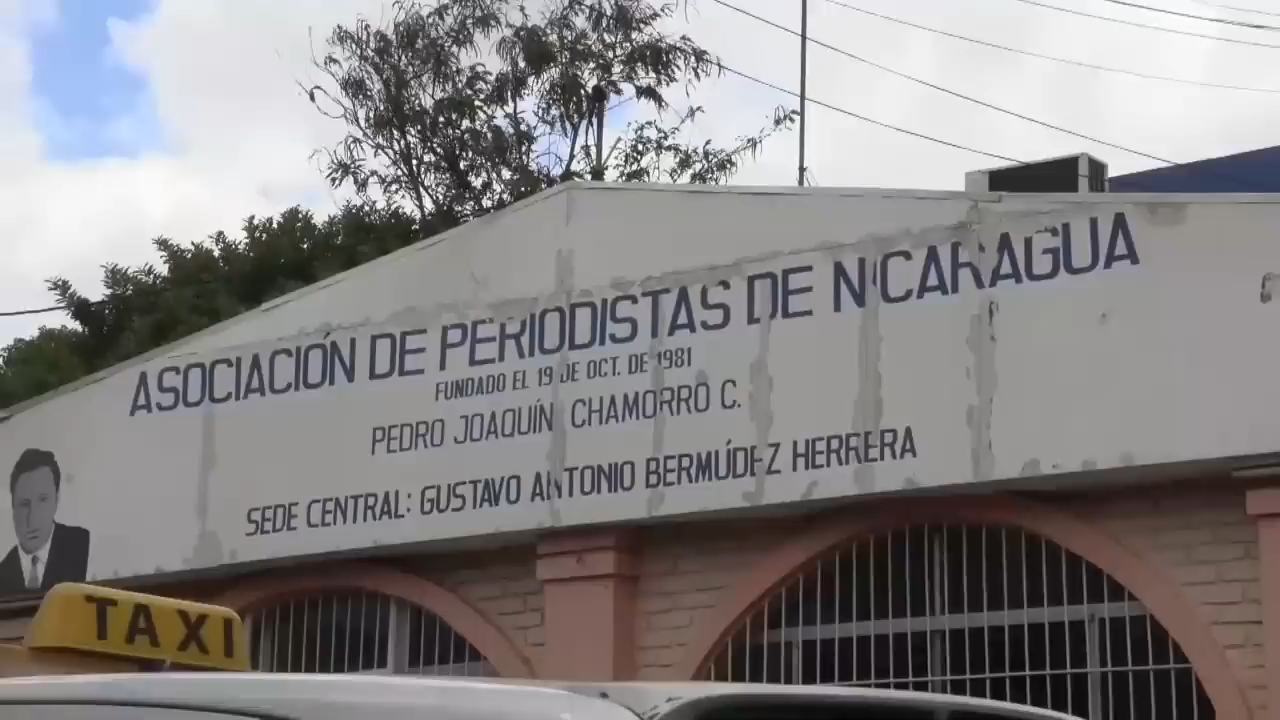 ASOCIACIÓN DE PERIODISTAS DE NICARAGUA
FUNDADO EL 19 DE OCT. DE 1981
PEDRO JOAQUÍN CHAMORRO C.
SEDE CENTRAL: GUSTAVO ANTONIO BERMÚDEZ HERRERA
TAXI